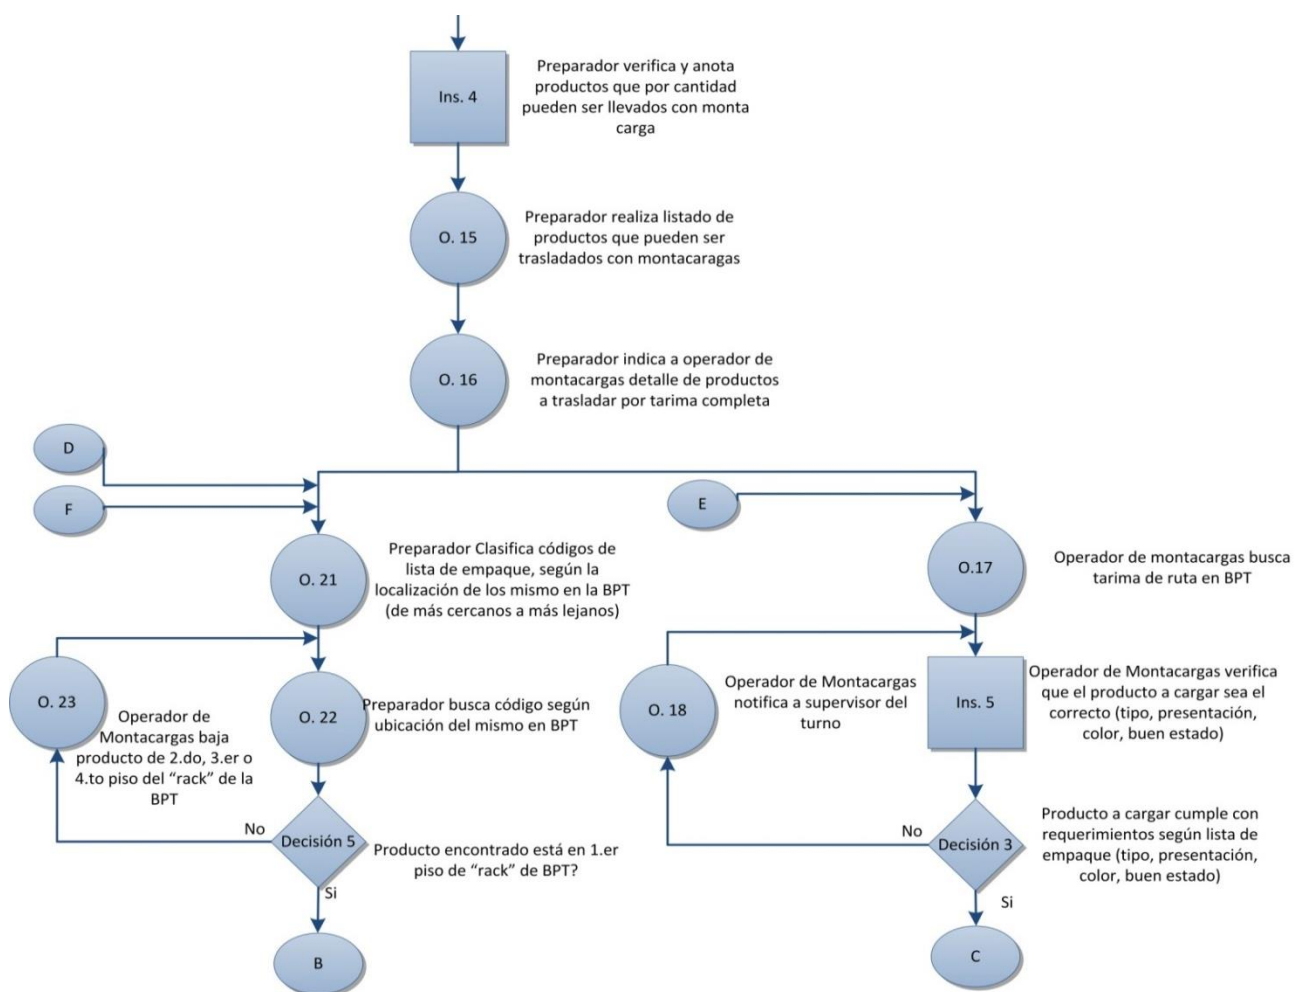 Ins. 4
Preparador verifica y anota
productos que por cantidad
pueden ser llevados con monta
carga
O. 15
Preparador realiza listado de
productos que pueden ser
trasladados con montacaragas
O. 16
Preparador indica a operador de
montacargas detalle de productos
a trasladar por tarima completa
D
F
E
O. 21
Preparador Clasifica códigos de
lista de empaque, según la
localización de los mismo en la BPT
(de más cercanos a más lejanos)
O.17
Operador de montacargas busca
tarima de ruta en BPT
O. 23
Operador de
Montacargas baja
producto de 2.do, 3.er o
4.to piso del “rack” de la
BPT
O. 22
Preparador busca código según
ubicación del mismo en BPT
O. 18
Operador de Montacargas
notifica a supervisor del
turno
Ins. 5
Operador de Montacargas verifica
que el producto a cargar sea el
correcto (tipo, presentación,
color, buen estado)
No
Decisión 5
Producto encontrado está en 1.er
piso de “rack” de BPT?
Si
No
Decisión 3
Producto a cargar cumple con
requerimientos según lista de
empaque (tipo, presentación,
color, buen estado)
Si
B
C